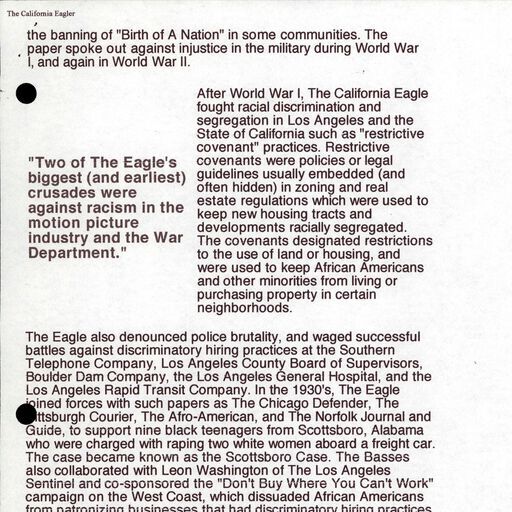 The California Eagler
the banning of "Birth of A Nation" in some communities. The
paper spoke out against injustice in the military during World War
I, and again in World War II.
After World War I, The California Eagle
fought racial discrimination and
segregation in Los Angeles and the
State of California such as "restrictive
covenant" practices. Restrictive
covenants were policies or legal
guidelines usually embedded (and
often hidden) in zoning and real
estate regulations which were used to
keep new housing tracts and
developments racially segregated.
The covenants designated restrictions
to the use of land or housing, and
were used to keep African Americans
and other minorities from living or
purchasing property in certain
neighborhoods.
"Two of The Eagle's
biggest (and earliest)
crusades were
against racism in the
motion picture
industry and the War
Department."
The Eagle also denounced police brutality, and waged successful
battles against discriminatory hiring practices at the Southern
Telephone Company, Los Angeles County Board of Supervisors,
Boulder Dam Company, the Los Angeles General Hospital, and the
Los Angeles Rapid Transit Company. In the 1930's, The Eagle
joined forces with such papers as The Chicago Defender, The
Pittsburgh Courier, The Afro-American, and The Norfolk Journal and
Guide, to support nine black teenagers from Scottsboro, Alabama
who were charged with raping two white women aboard a freight car.
The case became known as the Scottsboro Case. The Basses
also collaborated with Leon Washington of The Los Angeles
Sentinel and co-sponsored the "Don't Buy Where You Can't Work"
campaign on the West Coast, which dissuaded African Americans
from patronizing businesses that had discriminatory hiring practices